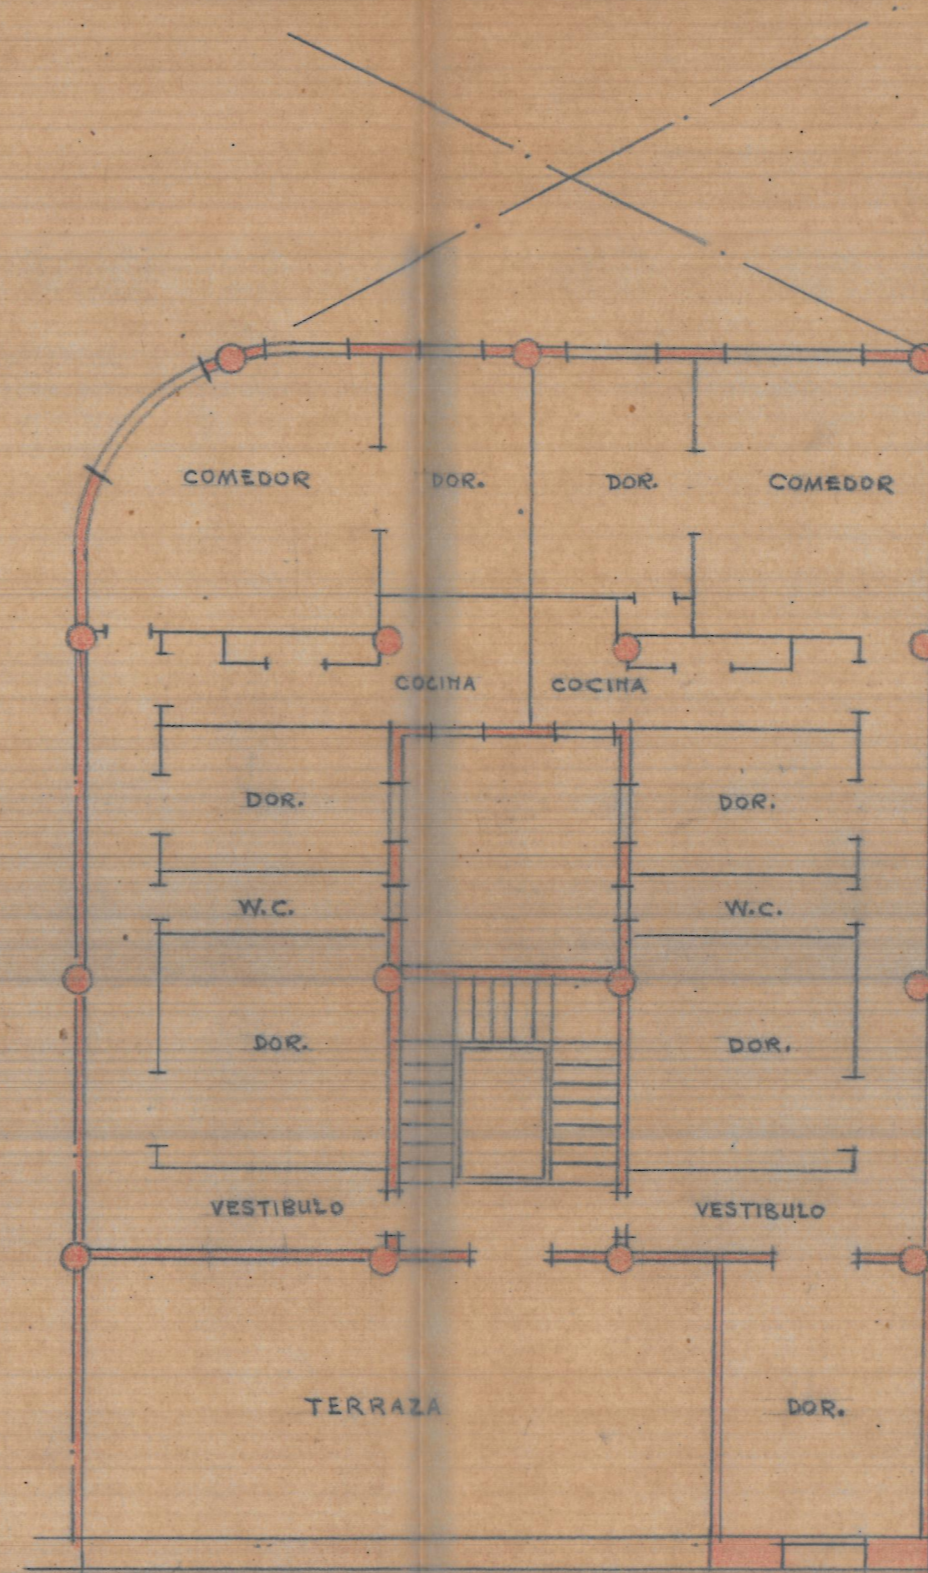 COMEDOR DOR. DOR. COMEDOR
COCINA COCINA
DOR. DOR.
W.C. W.C.
DOR. DOR.
VESTIBULO VESTIBULO
TERRAZA DOR.